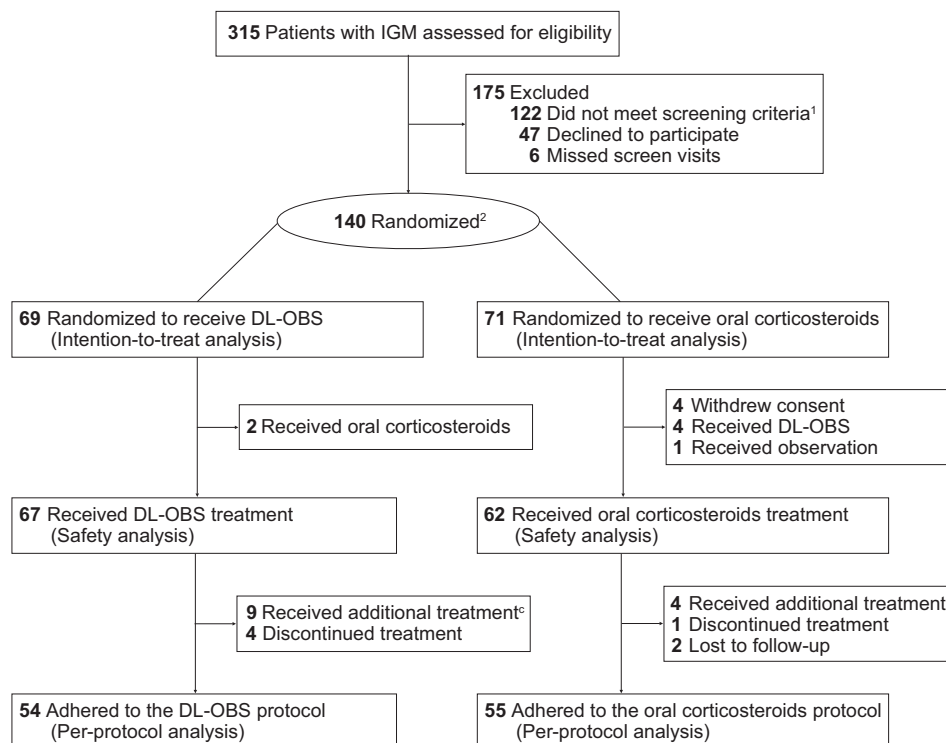 315 Patients with IGM assessed for eligibility
175 Excluded
122 Did not meet screening criteria¹
47 Declined to participate
6 Missed screen visits
140 Randomized²
69 Randomized to receive DL-OBS
(Intention-to-treat analysis)
71 Randomized to receive oral corticosteroids
(Intention-to-treat analysis)
2 Received oral corticosteroids
4 Withdrew consent
4 Received DL-OBS
1 Received observation
67 Received DL-OBS treatment
(Safety analysis)
62 Received oral corticosteroids treatment
(Safety analysis)
9 Received additional treatmentᶜ
4 Discontinued treatment
4 Received additional treatment
1 Discontinued treatment
2 Lost to follow-up
54 Adhered to the DL-OBS protocol
(Per-protocol analysis)
55 Adhered to the oral corticosteroids protocol
(Per-protocol analysis)